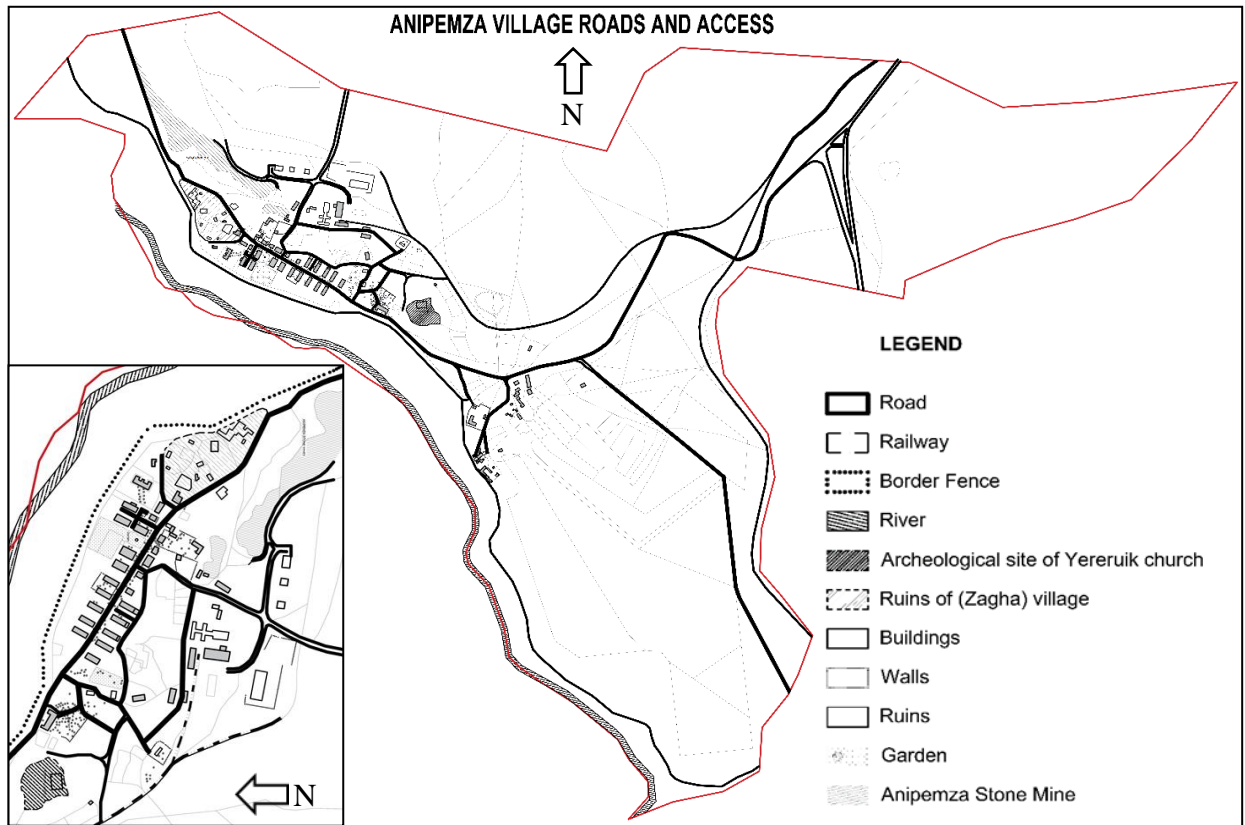 ANIPEMZA VILLAGE ROADS AND ACCESS
N
LEGEND
Road
Railway
Border Fence
River
Archeological site of Yereruik church
Ruins of (Zagha) village
Buildings
Walls
Ruins
Garden
Anipemza Stone Mine
N